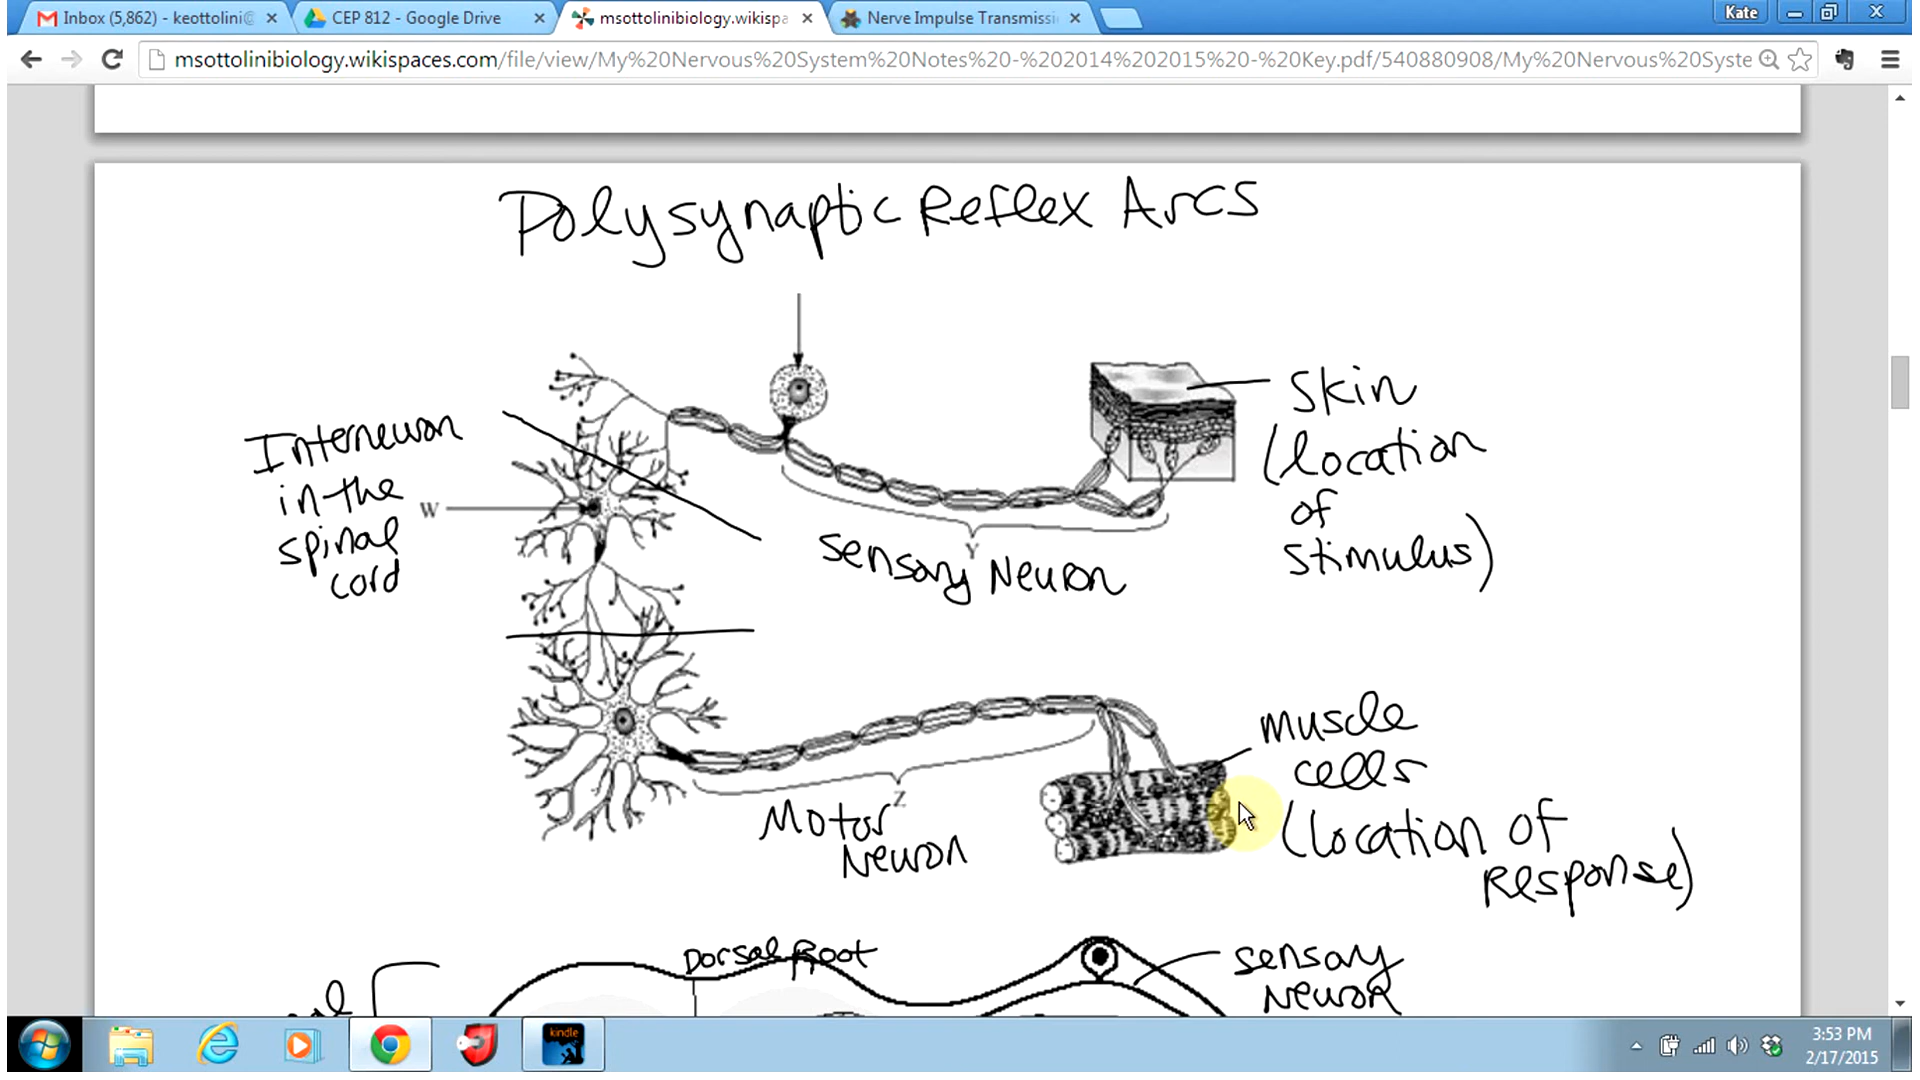 Inbox (5,862) - keottolini@
CEP 812 - Google Drive
msottolinibiology.wikispa
Nerve Impulse Transmissi
Kate
msottolinibiology.wikispaces.com/file/view/My%20Nervous%20System%20Notes%20-%202014%202015%20-%20Key.pdf/540880908/My%20Nervous%20Syste
Polysynaptic Reflex Arcs
Skin
(location
of
stimulus)
Interneuron
in the
spinal
cord
W
Y
Sensory Neuron
muscle
cells
(location of
Response)
Z
Motor
Neuron
Dorsal Root
sensory
Neuron
kindle
3:53 PM
2/17/2015